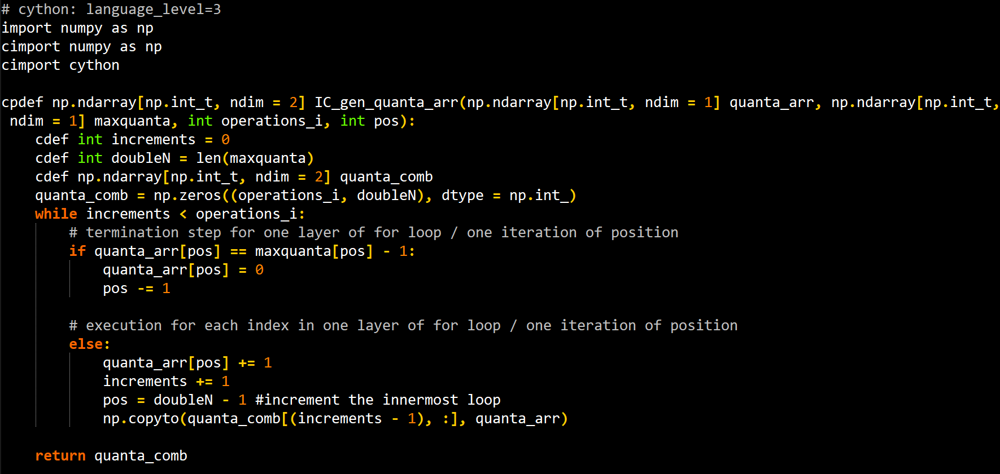 # cython: language_level=3
import numpy as np
cimport numpy as np
cimport cython

cpdef np.ndarray[np.int_t, ndim = 2] IC_gen_quanta_arr(np.ndarray[np.int_t, ndim = 1] quanta_arr, np.ndarray[np.int_t,
 ndim = 1] maxquanta, int operations_i, int pos):
    cdef int increments = 0
    cdef int doubleN = len(maxquanta)
    cdef np.ndarray[np.int_t, ndim = 2] quanta_comb
    quanta_comb = np.zeros((operations_i, doubleN), dtype = np.int_)
    while increments < operations_i:
        # termination step for one layer of for loop / one iteration of position
        if quanta_arr[pos] == maxquanta[pos] - 1:
            quanta_arr[pos] = 0
            pos -= 1

        # execution for each index in one layer of for loop / one iteration of position
        else:
            quanta_arr[pos] += 1
            increments += 1
            pos = doubleN - 1 #increment the innermost loop
            np.copyto(quanta_comb[(increments - 1), :], quanta_arr)

    return quanta_comb